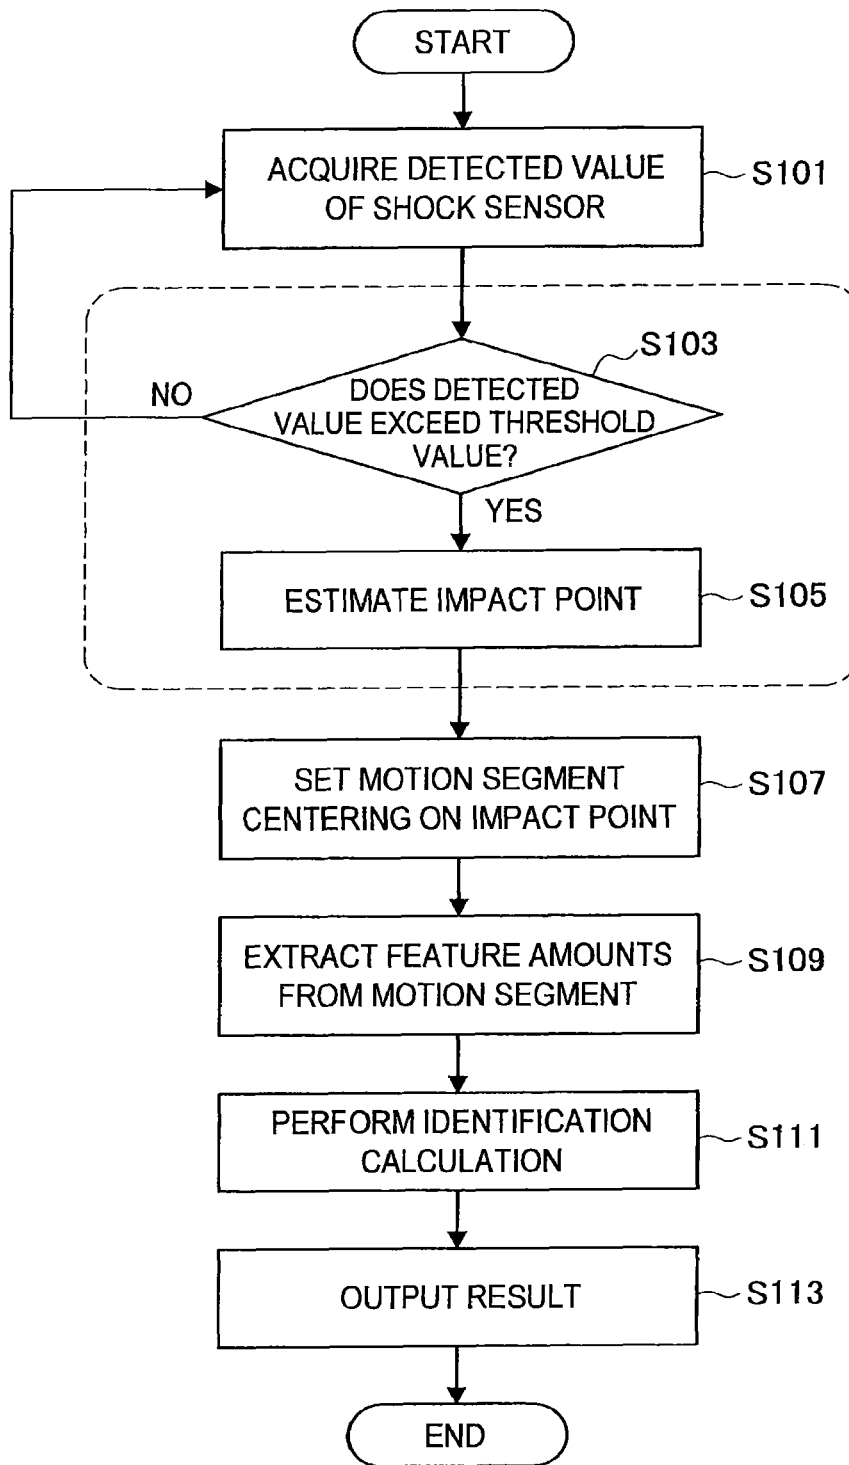 START
ACQUIRE DETECTED VALUE
OF SHOCK SENSOR
S101
S103
NO
DOES DETECTED
VALUE EXCEED THRESHOLD
VALUE?
YES
ESTIMATE IMPACT POINT
S105
SET MOTION SEGMENT
CENTERING ON IMPACT POINT
S107
EXTRACT FEATURE AMOUNTS
FROM MOTION SEGMENT
S109
PERFORM IDENTIFICATION
CALCULATION
S111
OUTPUT RESULT
S113
END